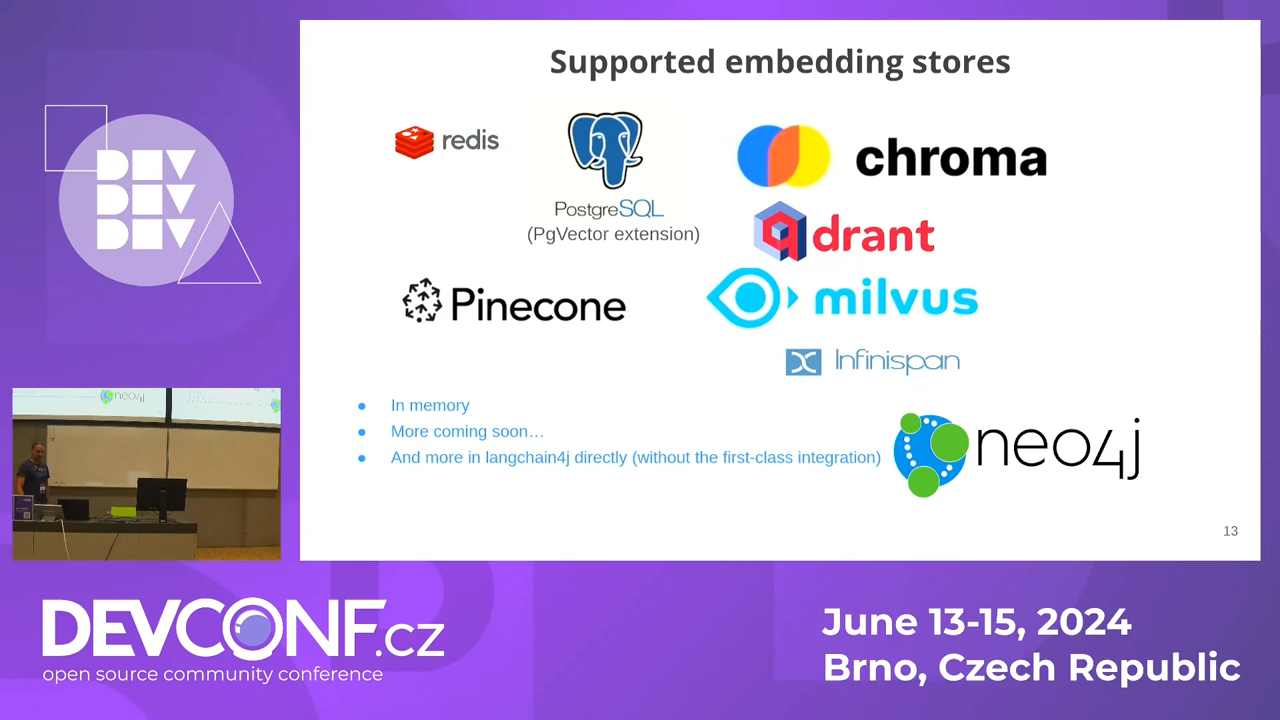 Supported embedding stores
redis
PostgreSQL
(PgVector extension)
chroma
qdrant
Pinecone
milvus
Infinispan
In memory
More coming soon…
And more in langchain4j directly (without the first-class integration)
neo4j
13
DEV
DEV
DEV
neo4j
DEVCONF.cz
open source community conference
June 13-15, 2024
Brno, Czech Republic